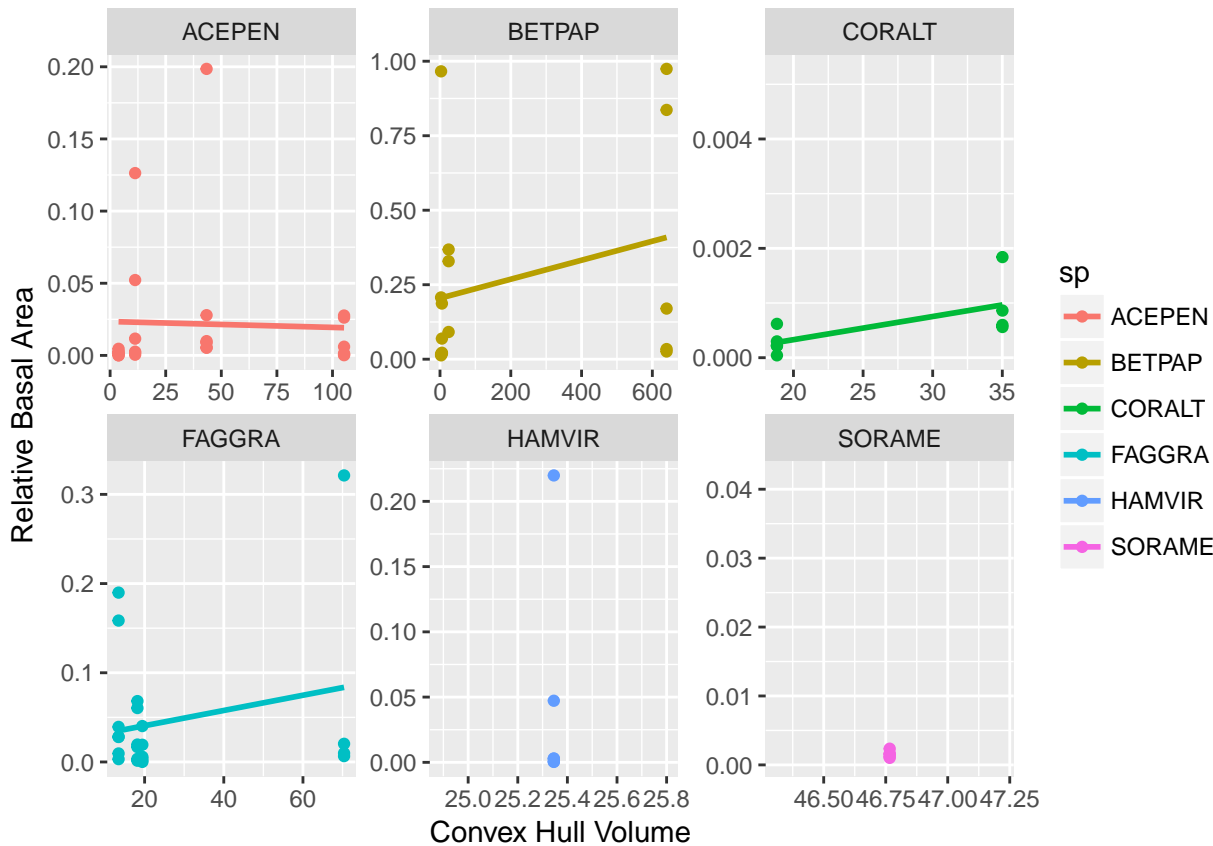 ACEPEN
BETPAP
CORALT
0.20
0.15
0.10
0.05
0.00
0 25 50 75 100
1.00
0.75
0.50
0.25
0.00
0 200 400 600
0.004
0.002
0.000
20 25 30 35
FAGGRA
HAMVIR
SORAME
0.3
0.2
0.1
0.0
20 40 60
0.20
0.15
0.10
0.05
0.00
25.0 25.2 25.4 25.6 25.8
0.04
0.03
0.02
0.01
0.00
46.50 46.75 47.00 47.25
Relative Basal Area
Convex Hull Volume
sp
ACEPEN
BETPAP
CORALT
FAGGRA
HAMVIR
SORAME